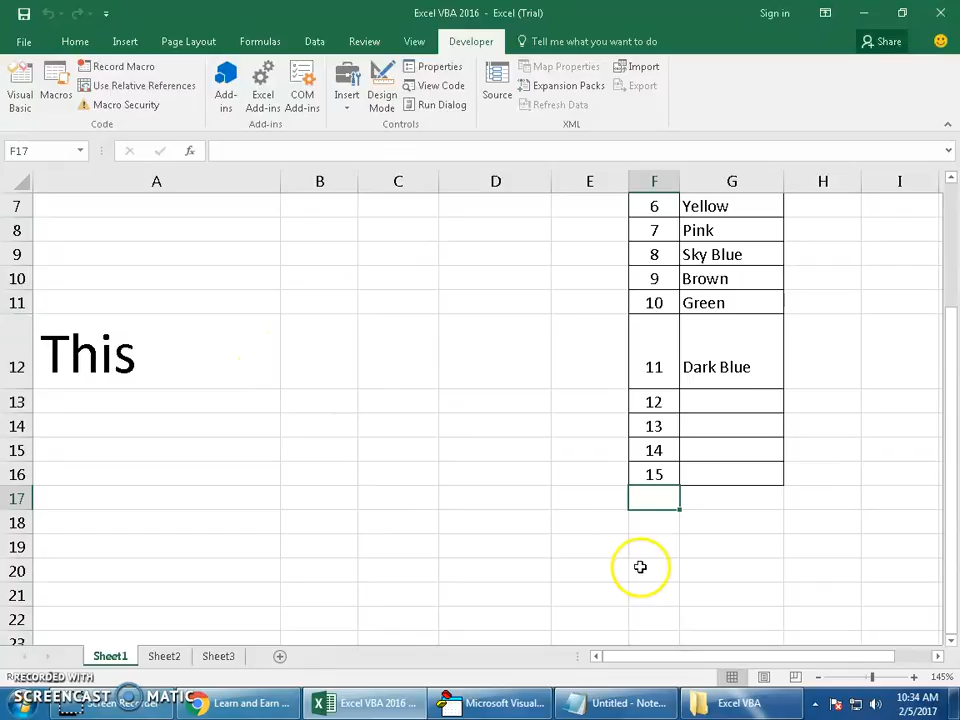 Excel VBA 2016 - Excel (Trial)
Sign in
File Home Insert Page Layout Formulas Data Review View Developer Tell me what you want to do Share
Visual Basic
Macros
Record Macro
Use Relative References
Macro Security
Code
Add-ins
Excel Add-ins
COM Add-ins
Add-ins
Insert
Design Mode
Properties
View Code
Run Dialog
Controls
Source
Map Properties
Expansion Packs
Refresh Data
Import
Export
XML
F17
fx
A B C D E F G H I
7 6 Yellow
8 7 Pink
9 8 Sky Blue
10 9 Brown
11 10 Green
12 This 11 Dark Blue
13 12
14 13
15 14
16 15
17
18
19
20
21
22
23
Sheet1 Sheet2 Sheet3
145%
RECORDED WITH
SCREENCAST MATIC
Learn and Earn ...
Excel VBA 2016 ...
Microsoft Visual...
Untitled - Note...
Excel VBA
10:34 AM
2/5/2017